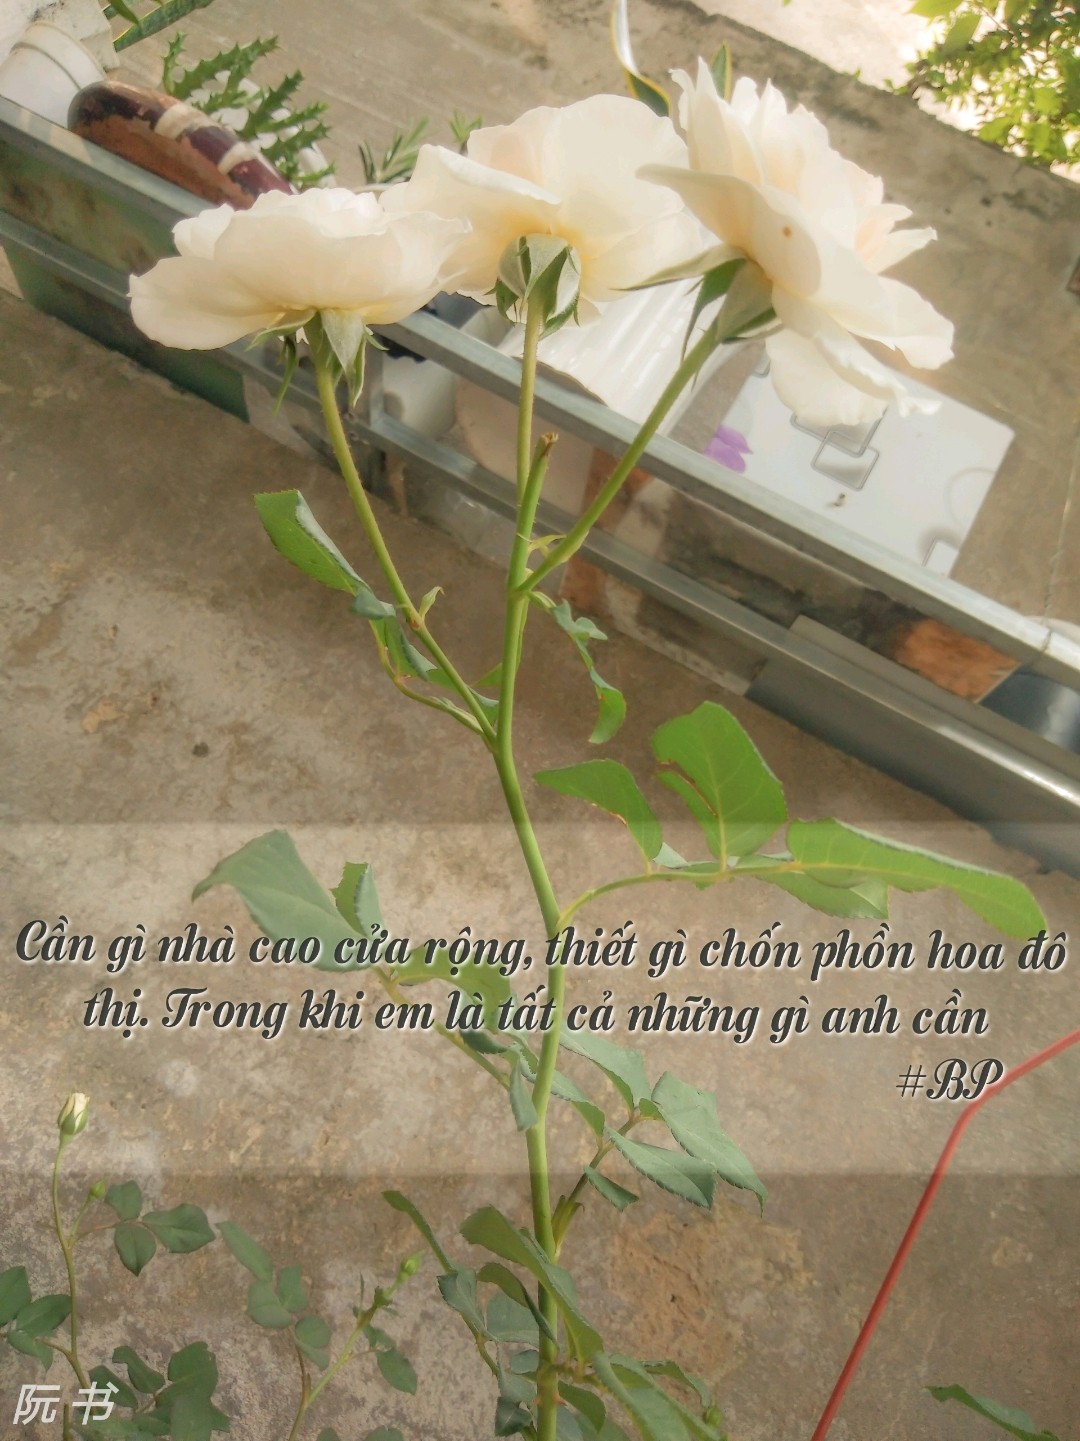 Cần gì nhà cao cửa rộng, thiết gì chốn phồn hoa đô
thị. Trong khi em là tất cả những gì anh cần
#BP
阮书